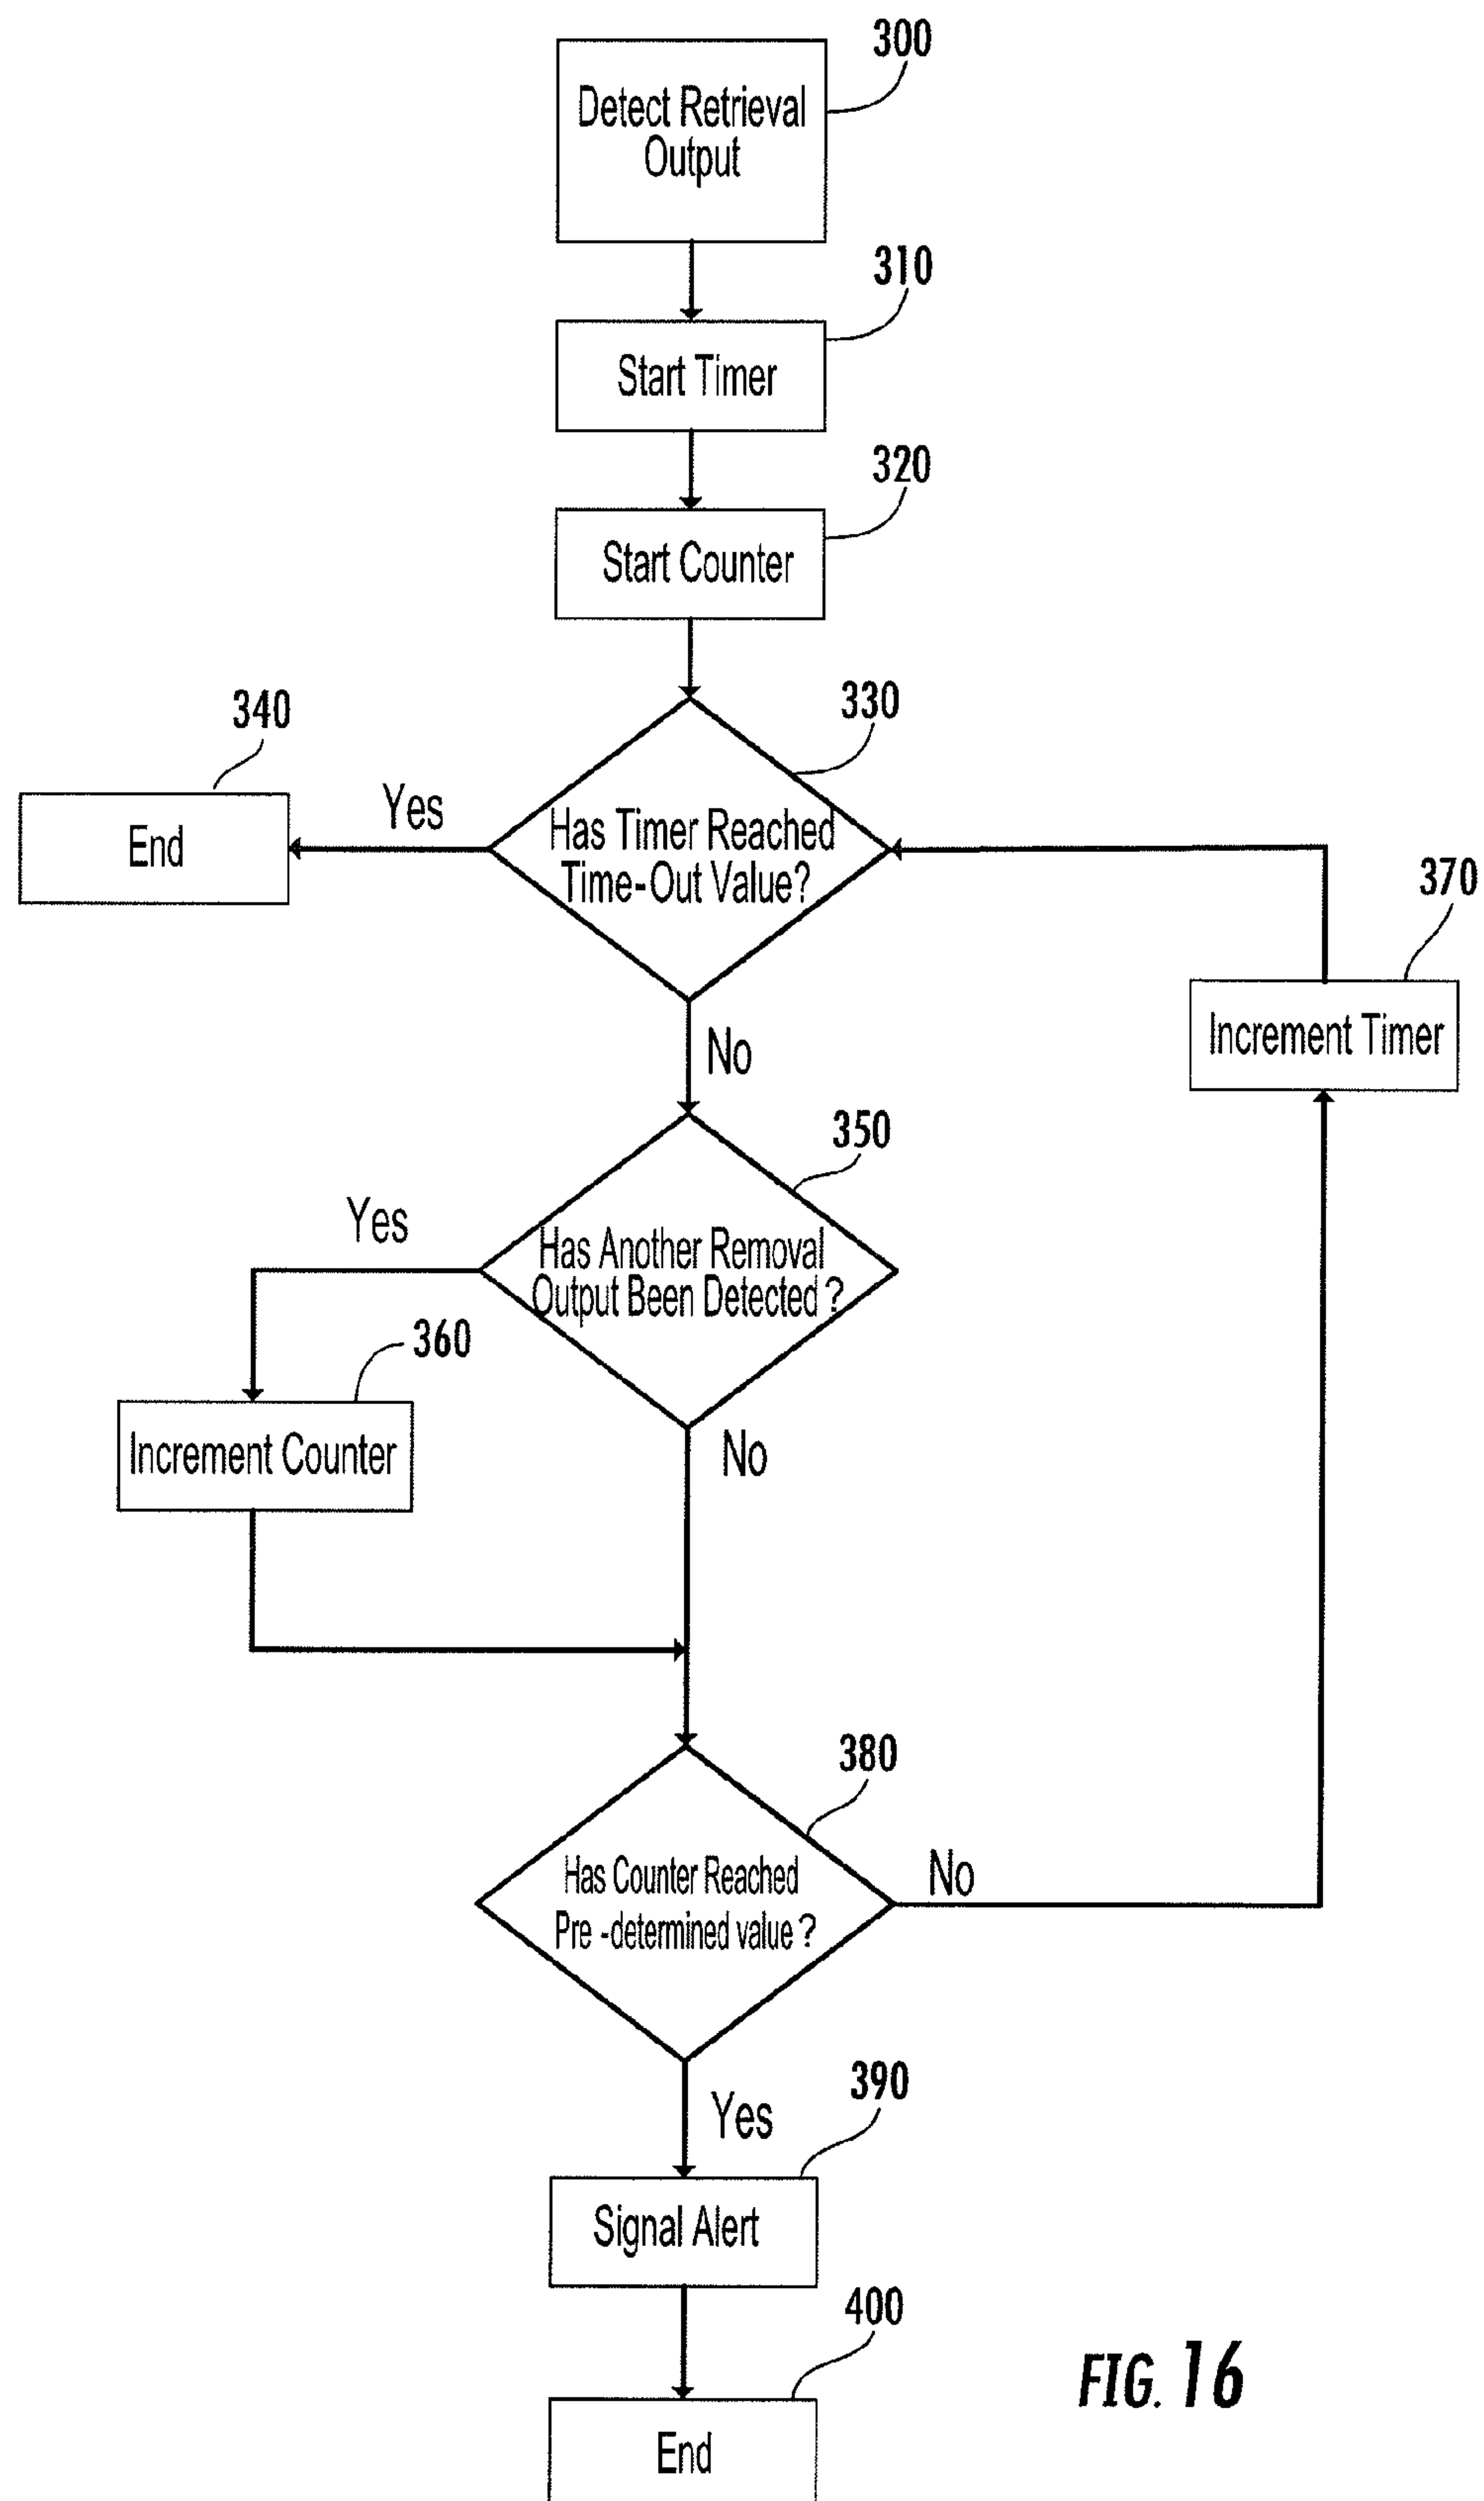 300
Detect Retrieval
Output
310
Start Timer
320
Start Counter
330
340
Yes
End
Has Timer Reached
Time-Out Value?
370
Increment Timer
No
350
Yes
Has Another Removal
Output Been Detected ?
360
Increment Counter
No
380
Has Counter Reached
Pre -determined value ?
No
390
Yes
Signal Alert
400
End
FIG. 16